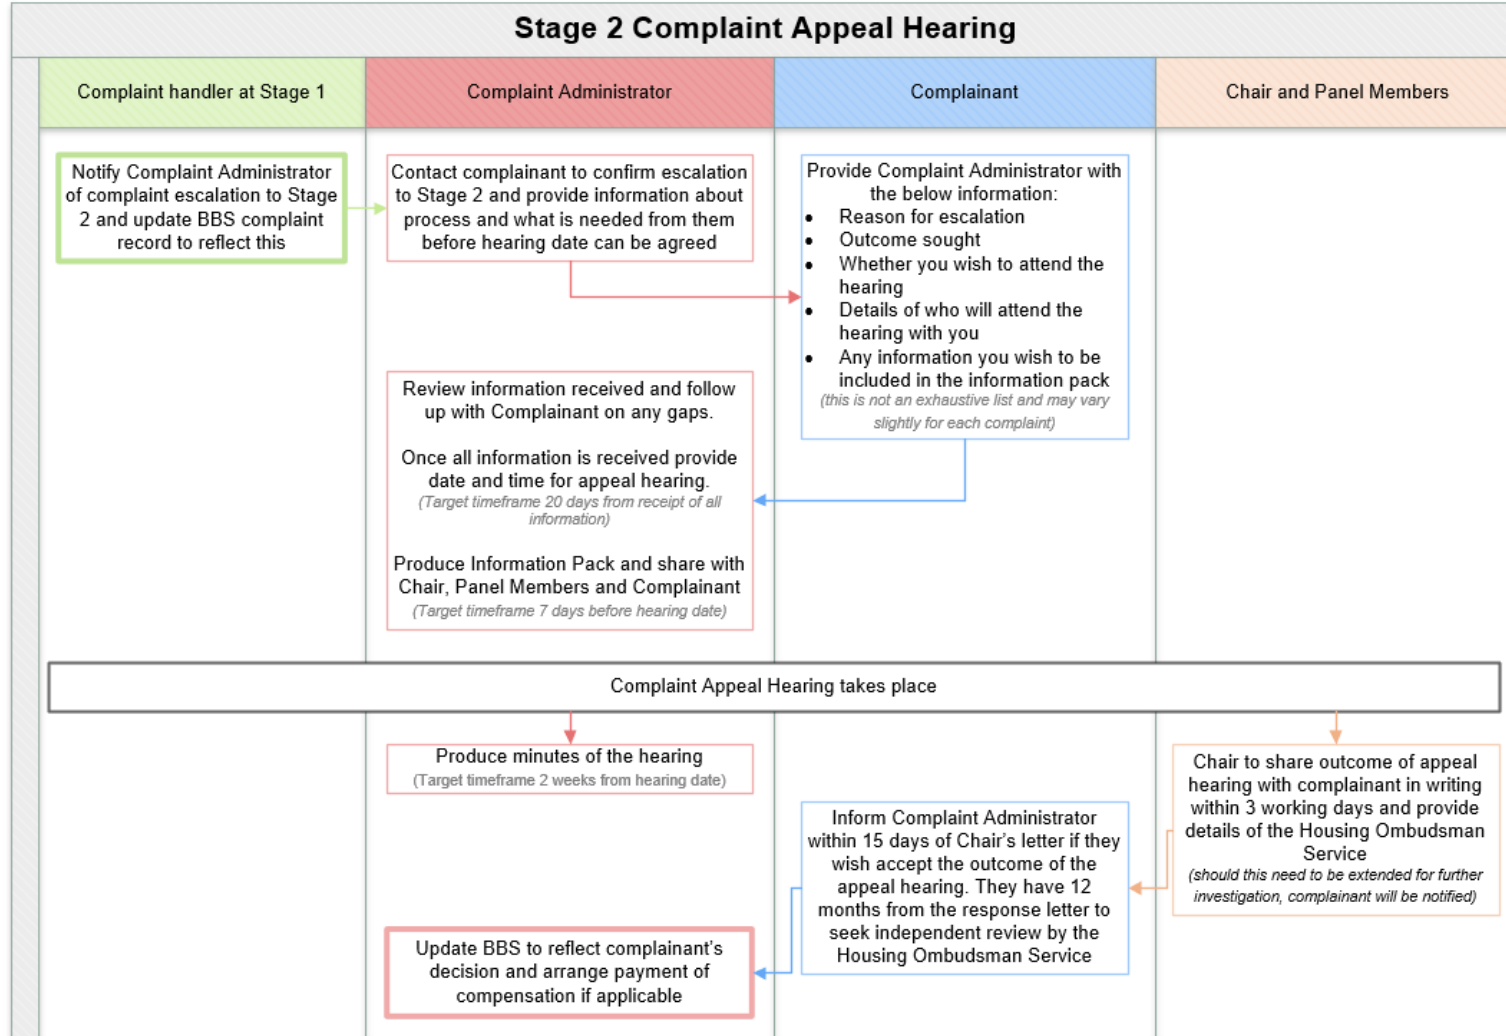 Stage 2 Complaint Appeal Hearing
Complaint handler at Stage 1
Complaint Administrator
Complainant
Chair and Panel Members
Notify Complaint Administrator
of complaint escalation to Stage
2 and update BBS complaint
record to reflect this
Contact complainant to confirm escalation
to Stage 2 and provide information about
process and what is needed from them
before hearing date can be agreed
Provide Complaint Administrator with
the below information:
• Reason for escalation
• Outcome sought
• Whether you wish to attend the
hearing
• Details of who will attend the
hearing with you
• Any information you wish to be
included in the information pack
(this is not an exhaustive list and may vary
slightly for each complaint)
Review information received and follow
up with Complainant on any gaps.
Once all information is received provide
date and time for appeal hearing.
(Target timeframe 20 days from receipt of all
information)
Produce Information Pack and share with
Chair, Panel Members and Complainant
(Target timeframe 7 days before hearing date)
Complaint Appeal Hearing takes place
Produce minutes of the hearing
(Target timeframe 2 weeks from hearing date)
Chair to share outcome of appeal
hearing with complainant in writing
within 3 working days and provide
details of the Housing Ombudsman
Service
(should this need to be extended for further
investigation, complainant will be notified)
Inform Complaint Administrator
within 15 days of Chair's letter if they
wish accept the outcome of the
appeal hearing. They have 12
months from the response letter to
seek independent review by the
Housing Ombudsman Service
Update BBS to reflect complainant's
decision and arrange payment of
compensation if applicable